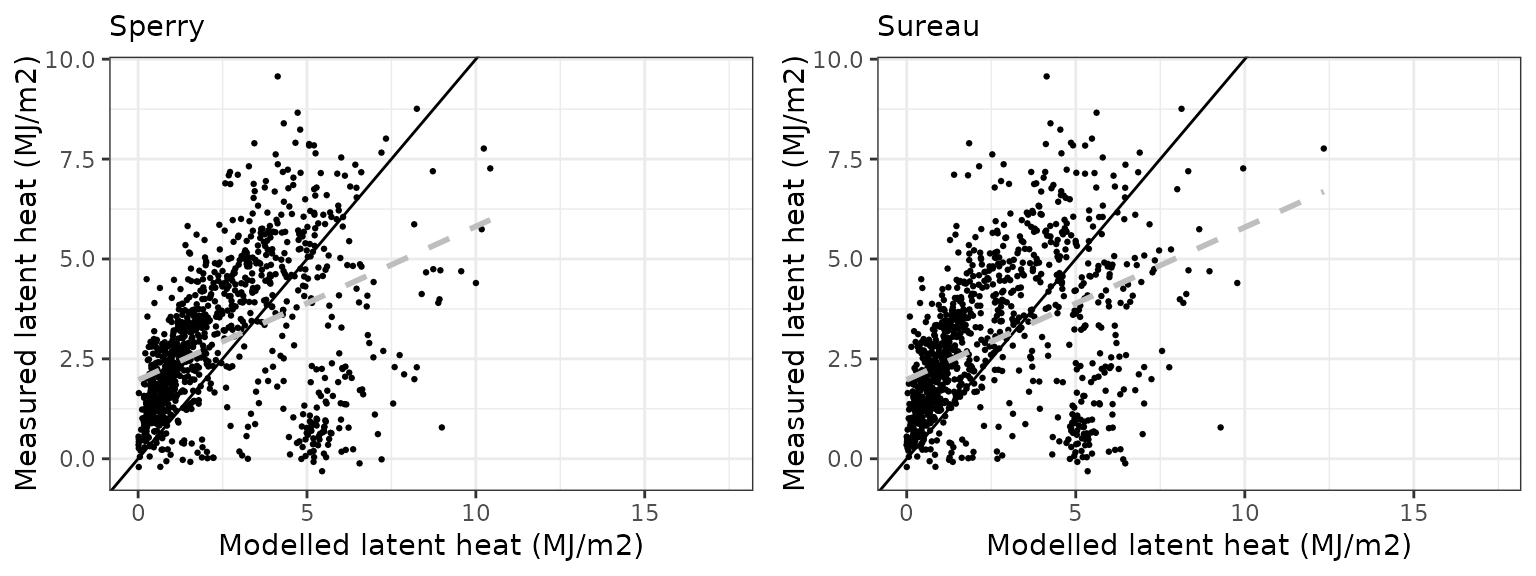 Sperry
Measured latent heat (MJ/m2)
10.0
7.5
5.0
2.5
0.0
0 5 10 15
Modelled latent heat (MJ/m2)
Sureau
Measured latent heat (MJ/m2)
10.0
7.5
5.0
2.5
0.0
0 5 10 15
Modelled latent heat (MJ/m2)